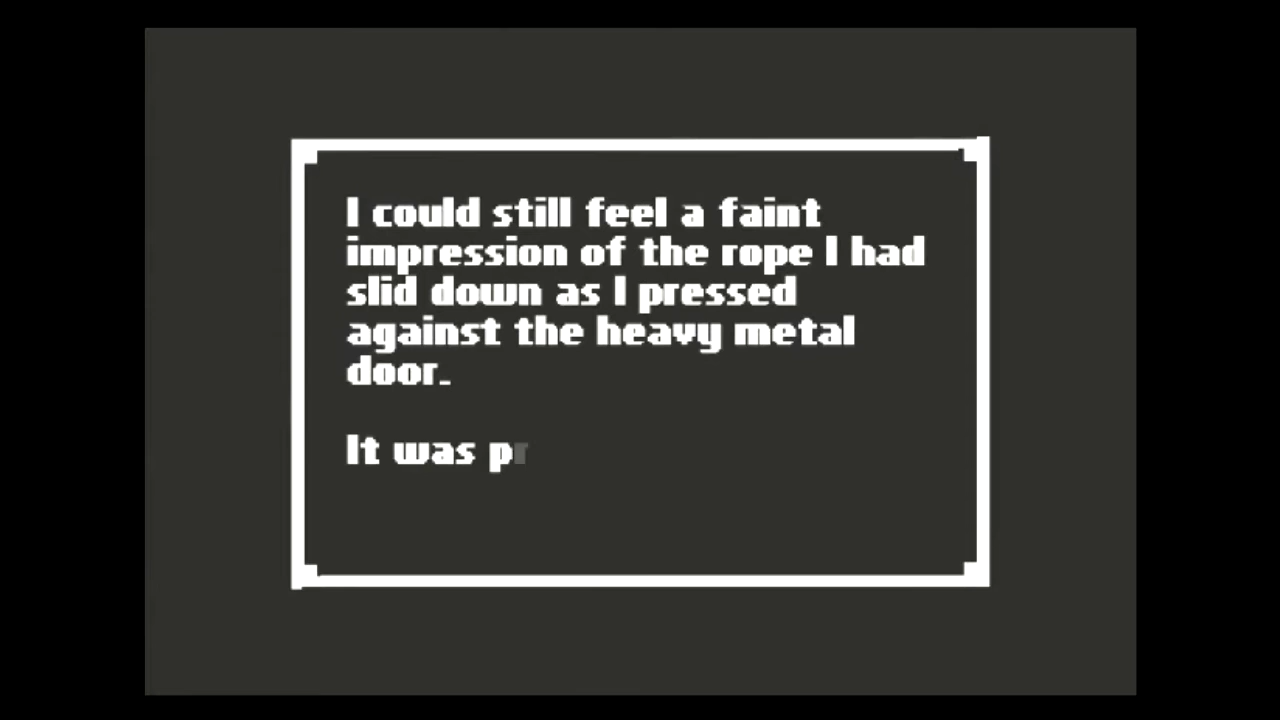 I could still feel a faint
impression of the rope I had
slid down as I pressed
against the heavy metal
door.
It was pr